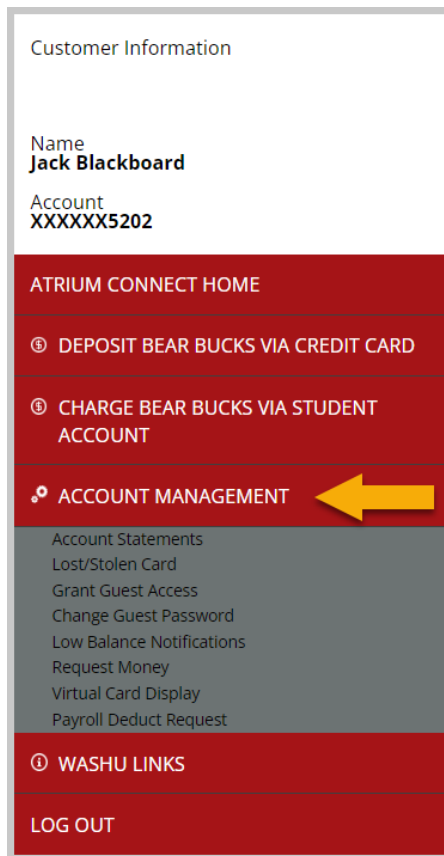 Customer Information
Name
Jack Blackboard
Account
XXXXXX5202
ATRIUM CONNECT HOME
DEPOSIT BEAR BUCKS VIA CREDIT CARD
CHARGE BEAR BUCKS VIA STUDENT
ACCOUNT
ACCOUNT MANAGEMENT
Account Statements
Lost/Stolen Card
Grant Guest Access
Change Guest Password
Low Balance Notifications
Request Money
Virtual Card Display
Payroll Deduct Request
WASHU LINKS
LOG OUT